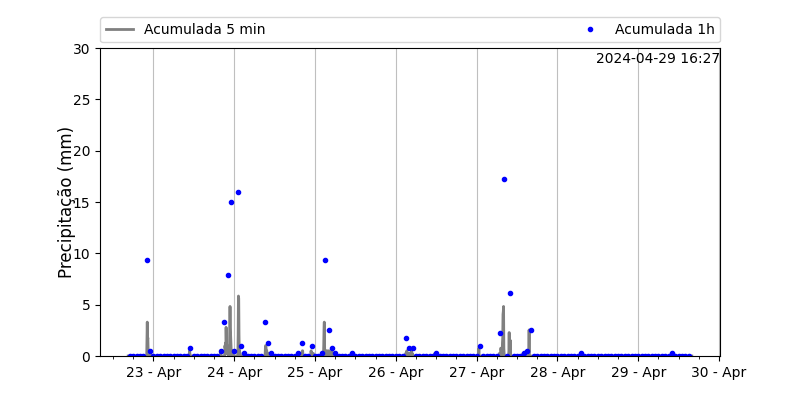 Acumulada 5 min
Acumulada 1h
2024-04-29 16:27
Precipitação (mm)
30
25
20
15
10
5
0
23 - Apr
24 - Apr
25 - Apr
26 - Apr
27 - Apr
28 - Apr
29 - Apr
30 - Apr